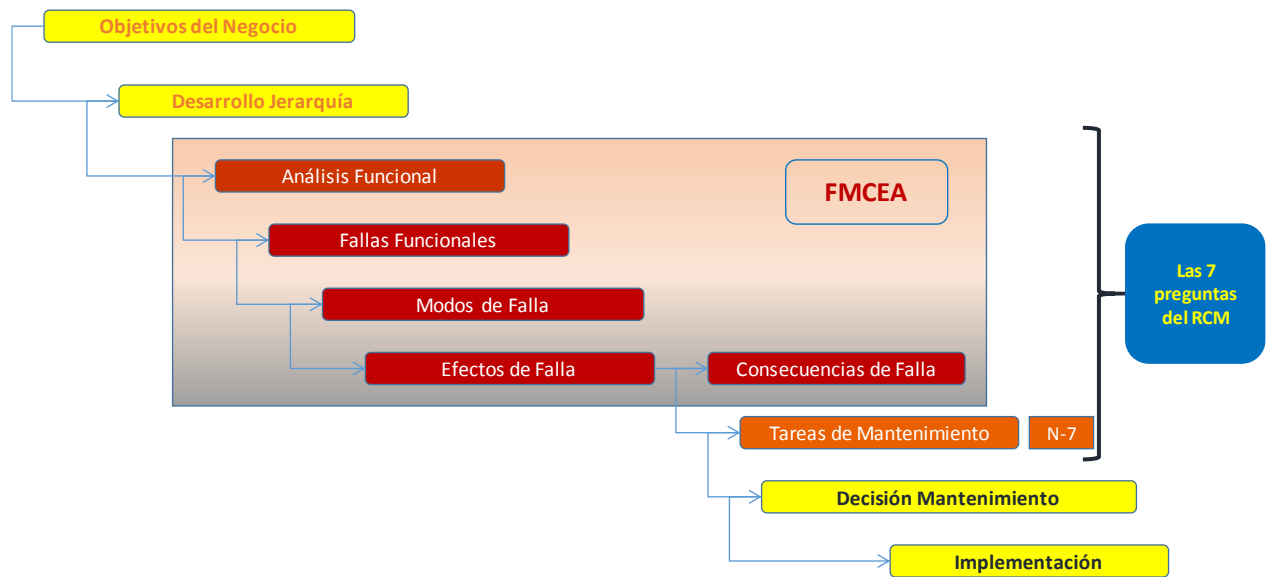 Objetivos del Negocio
Desarrollo Jerarquía
Análisis Funcional
FMCEA
Fallas Funcionales
Modos de Falla
Efectos de Falla
Consecuencias de Falla
Tareas de Mantenimiento
N-7
Las 7
preguntas
del RCM
Decisión Mantenimiento
Implementación